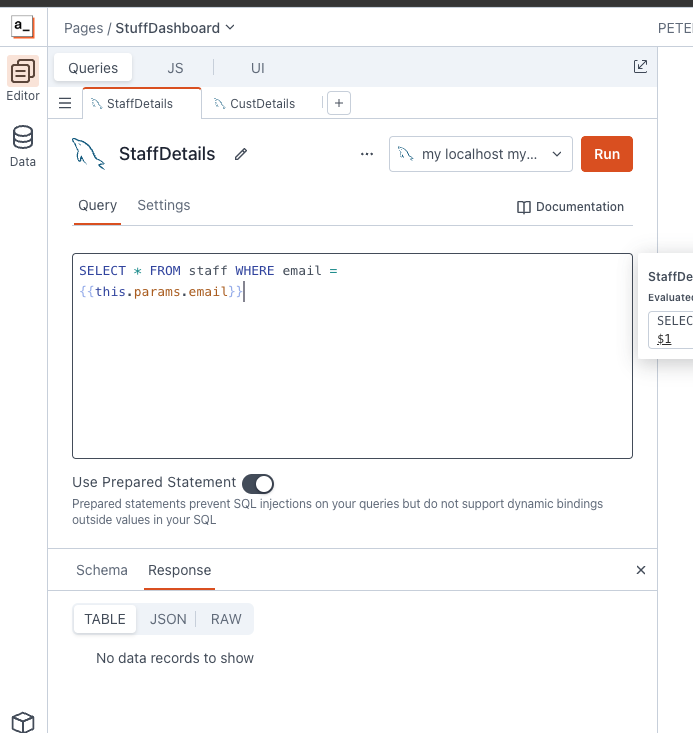 a_
Pages / StuffDashboard
PETE
Queries
JS
UI
Editor
StaffDetails
CustDetails
+
Data
StaffDetails
...
my localhost my...
Run
Query
Settings
Documentation
SELECT * FROM staff WHERE email =
{{this.params.email}}
StaffDe
Evaluated
SELEC
$1
Use Prepared Statement
Prepared statements prevent SQL injections on your queries but do not support dynamic bindings
outside values in your SQL
Schema
Response
TABLE
JSON
RAW
No data records to show